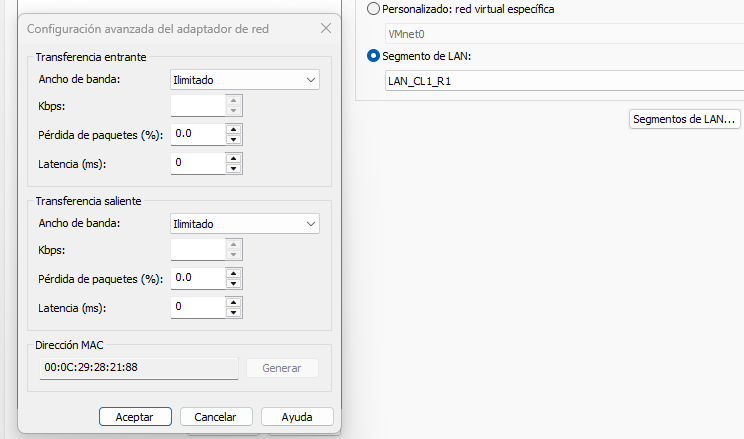 Configuración avanzada del adaptador de red
Transferencia entrante
Ancho de banda: Ilimitado
Kbps:
Pérdida de paquetes (%): 0.0
Latencia (ms): 0
Transferencia saliente
Ancho de banda: Ilimitado
Kbps:
Pérdida de paquetes (%): 0.0
Latencia (ms): 0
Dirección MAC
00:0C:29:28:21:88 Generar
Aceptar Cancelar Ayuda
Personalizado: red virtual específica
VMnet0
Segmento de LAN:
LAN_CL1_R1
Segmentos de LAN...